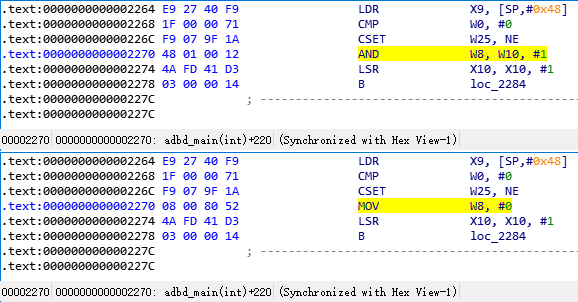 .text:0000000000002264 E9 27 40 F9 LDR X9, [SP,#0x48]
.text:0000000000002268 1F 00 00 71 CMP W0, #0
.text:000000000000226C F9 07 9F 1A CSET W25, NE
.text:0000000000002270 48 01 00 12 AND W8, W10, #1
.text:0000000000002274 4A FD 41 D3 LSR X10, X10, #1
.text:0000000000002278 03 00 00 14 B loc_2284
.text:000000000000227C ; ---------------------------------------------
.text:000000000000227C
00002270 0000000000002270: adbd_main(int)+220 (Synchronized with Hex View-1)
.text:0000000000002264 E9 27 40 F9 LDR X9, [SP,#0x48]
.text:0000000000002268 1F 00 00 71 CMP W0, #0
.text:000000000000226C F9 07 9F 1A CSET W25, NE
.text:0000000000002270 08 00 80 52 MOV W8, #0
.text:0000000000002274 4A FD 41 D3 LSR X10, X10, #1
.text:0000000000002278 03 00 00 14 B loc_2284
.text:000000000000227C ; ---------------------------------------------
.text:000000000000227C
00002270 0000000000002270: adbd_main(int)+220 (Synchronized with Hex View-1)